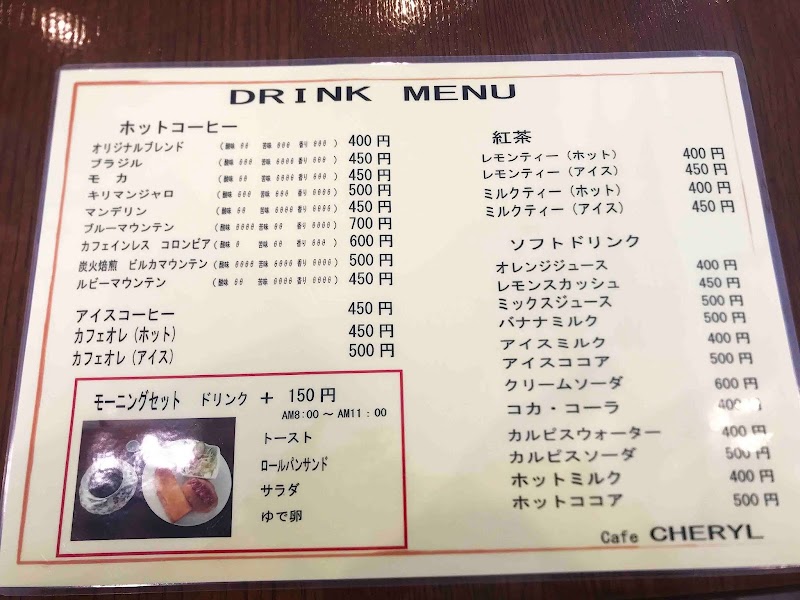 DRINK MENU
ホットコーヒー
オリジナルブレンド 400円
ブラジル 450円
モカ 450円
キリマンジャロ 500円
マンデリン 450円
ブルーマウンテン 700円
カフェインレス コロンビア 600円
炭火焙煎 ビルカマウンテン 500円
ルビーマウンテン 450円
アイスコーヒー 450円
カフェオレ(ホット) 450円
カフェオレ(アイス) 500円
モーニングセット ドリンク + 150円
AM8:00~AM11:00
トースト
ロールパンサンド
サラダ
ゆで卵
紅茶
レモンティー(ホット) 400円
レモンティー(アイス) 450円
ミルクティー(ホット) 400円
ミルクティー(アイス) 450円
ソフトドリンク
オレンジジュース 400円
レモンスカッシュ 450円
ミックスジュース 500円
バナナミルク 500円
アイスミルク 400円
アイスココア 500円
クリームソーダ 600円
コカ・コーラ 400円
カルピスウォーター 400円
カルピスソーダ 500円
ホットミルク 400円
ホットココア 500円
Cafe CHERYL